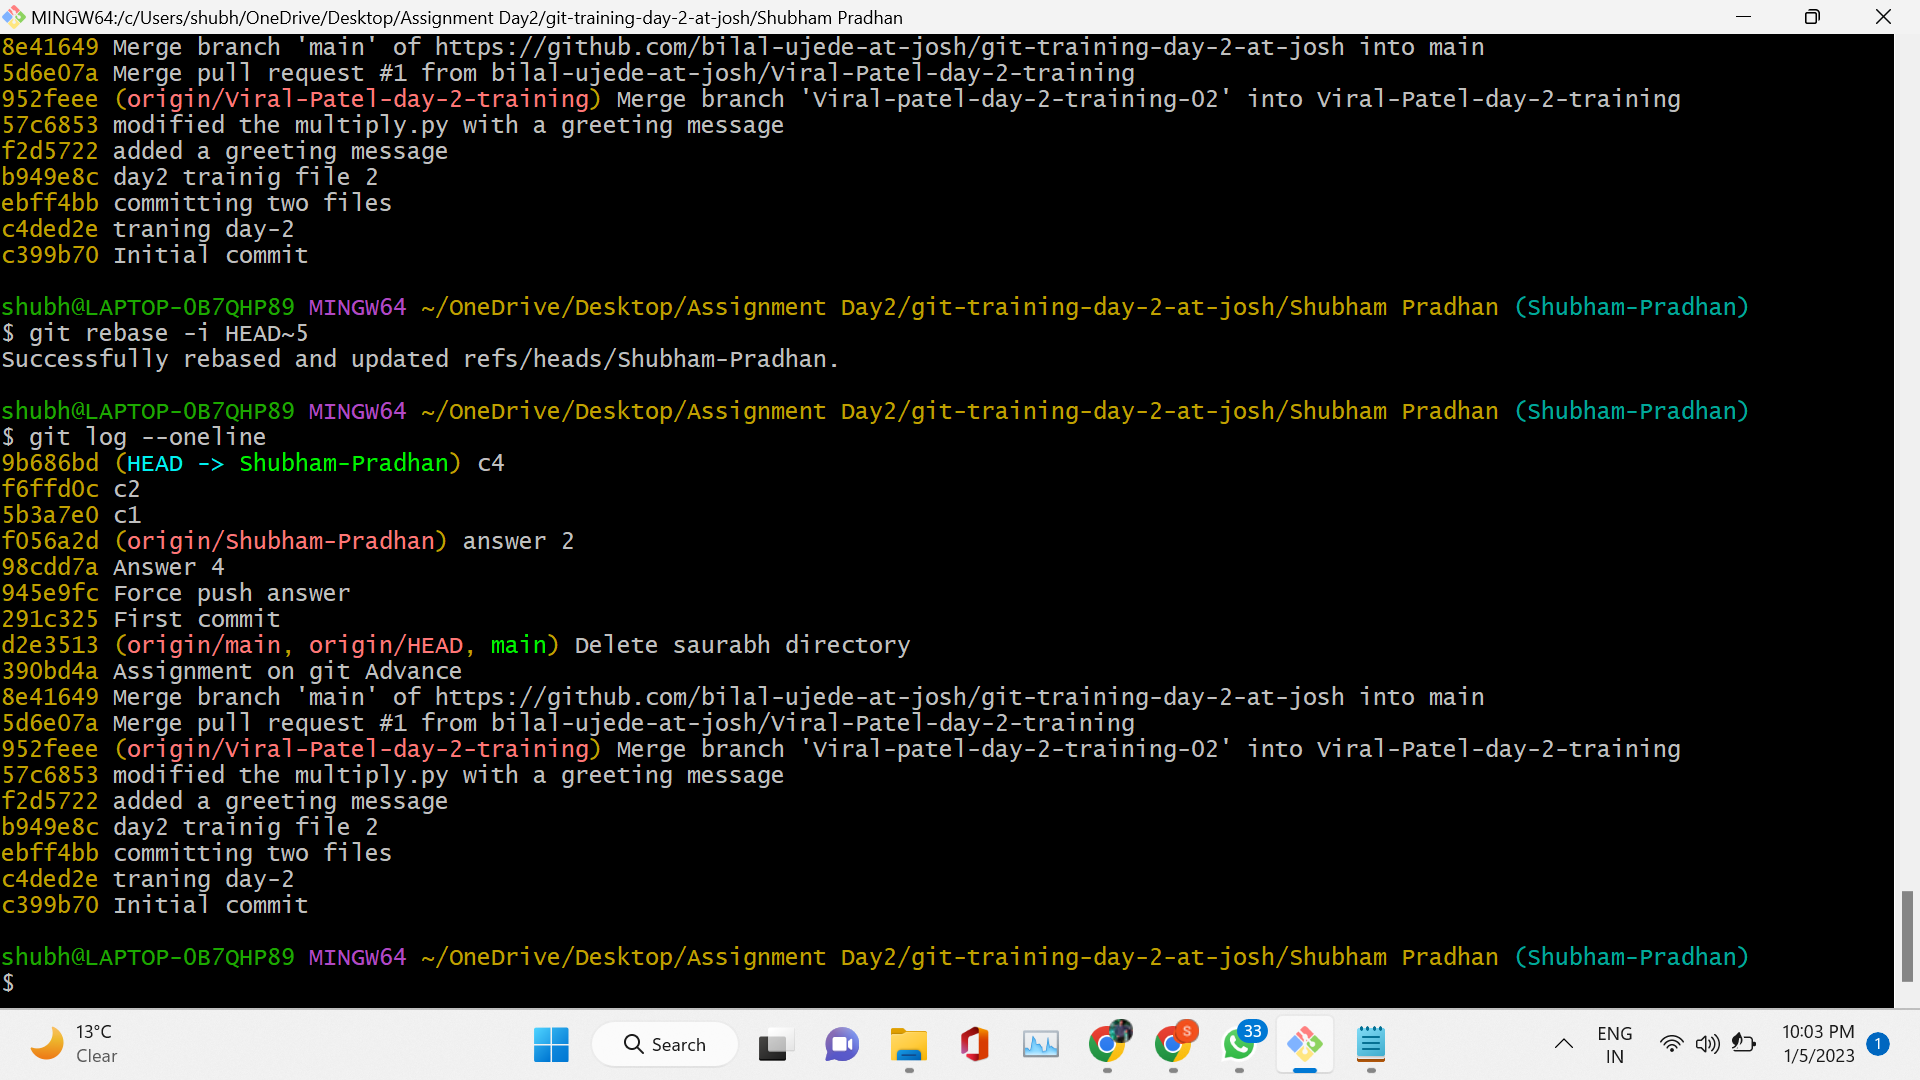 MINGW64:/c/Users/shubh/OneDrive/Desktop/Assignment Day2/git-training-day-2-at-josh/Shubham Pradhan
8e41649 Merge branch 'main' of https://github.com/bilal-ujede-at-josh/git-training-day-2-at-josh into main
5d6e07a Merge pull request #1 from bilal-ujede-at-josh/Viral-Patel-day-2-training
952feee (origin/Viral-Patel-day-2-training) Merge branch 'Viral-patel-day-2-training-02' into Viral-Patel-day-2-training
57c6853 modified the multiply.py with a greeting message
f2d5722 added a greeting message
b949e8c day2 trainig file 2
ebff4bb committing two files
c4ded2e traning day-2
c399b70 Initial commit
shubh@LAPTOP-0B7QHP89 MINGW64 ~/OneDrive/Desktop/Assignment Day2/git-training-day-2-at-josh/Shubham Pradhan (Shubham-Pradhan)
$ git rebase -i HEAD~5
Successfully rebased and updated refs/heads/Shubham-Pradhan.
shubh@LAPTOP-0B7QHP89 MINGW64 ~/OneDrive/Desktop/Assignment Day2/git-training-day-2-at-josh/Shubham Pradhan (Shubham-Pradhan)
$ git log --oneline
9b686bd (HEAD -> Shubham-Pradhan) c4
f6ffd0c c2
5b3a7e0 c1
f056a2d (origin/Shubham-Pradhan) answer 2
98cdd7a Answer 4
945e9fc Force push answer
291c325 First commit
d2e3513 (origin/main, origin/HEAD, main) Delete saurabh directory
390bd4a Assignment on git Advance
8e41649 Merge branch 'main' of https://github.com/bilal-ujede-at-josh/git-training-day-2-at-josh into main
5d6e07a Merge pull request #1 from bilal-ujede-at-josh/Viral-Patel-day-2-training
952feee (origin/Viral-Patel-day-2-training) Merge branch 'Viral-patel-day-2-training-02' into Viral-Patel-day-2-training
57c6853 modified the multiply.py with a greeting message
f2d5722 added a greeting message
b949e8c day2 trainig file 2
ebff4bb committing two files
c4ded2e traning day-2
c399b70 Initial commit
shubh@LAPTOP-0B7QHP89 MINGW64 ~/OneDrive/Desktop/Assignment Day2/git-training-day-2-at-josh/Shubham Pradhan (Shubham-Pradhan)
$
13°C
Clear
Search
S
33
ENG
IN
10:03 PM
1/5/2023
1